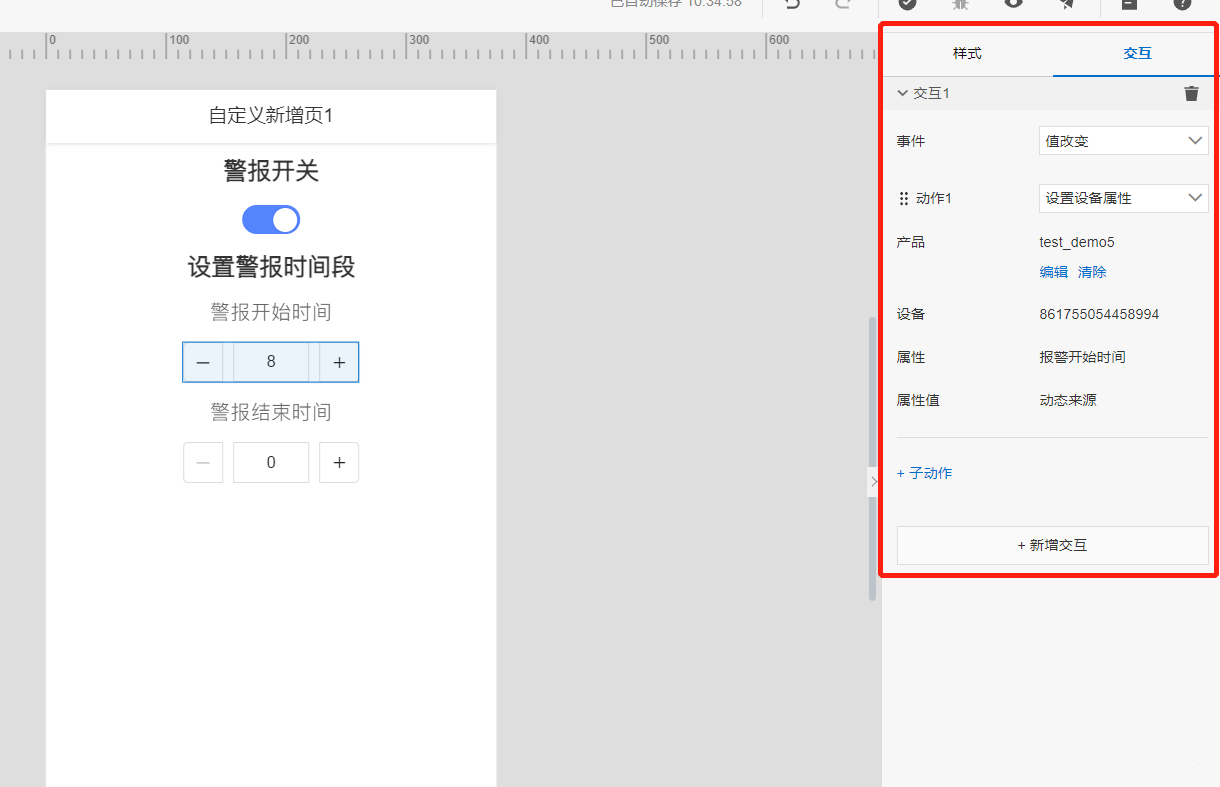 已自动保存 10:34:58
0 100 200 300 400 500 600
样式 交互
交互1
自定义新增页1
事件 值改变
警报开关
动作1 设置设备属性
产品 test_demo5
设置警报时间段
编辑 清除
警报开始时间
设备 861755054458994
— 8 +
属性 报警开始时间
属性值 动态来源
警报结束时间
— 0 +
+ 子动作
+ 新增交互